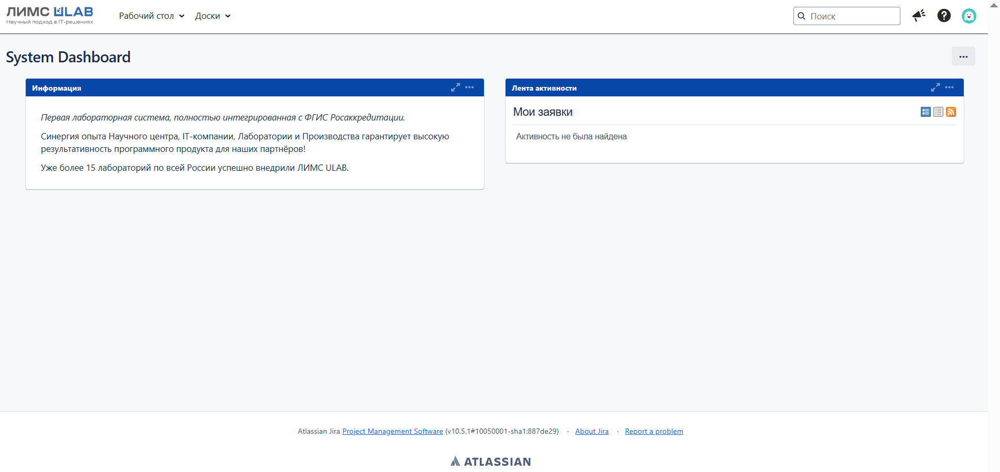 ЛИМС ULAB
Научный подход в IT-решениях
Рабочий стол
Доски
Поиск
System Dashboard
Информация
Первая лабораторная система, полностью интегрированная с ФГИС Росаккредитации.
Синергия опыта Научного центра, IT-компании, Лаборатории и Производства гарантирует высокую
результативность программного продукта для наших партнёров!
Уже более 15 лабораторий по всей России успешно внедрили ЛИМС ULAB.
Лента активности
Мои заявки
Активность не была найдена
Atlassian Jira Project Management Software (v10.5.1#10050001-sha1:887de29) · About Jira · Report a problem
ATLASSIAN